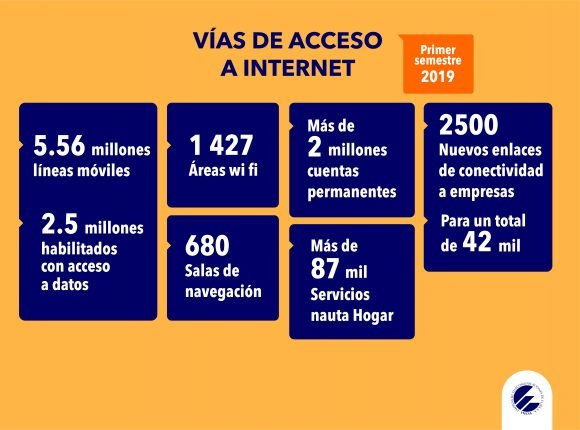 VÍAS DE ACCESO
A INTERNET
Primer
semestre
2019
5.56 millones
líneas móviles
2.5 millones
habilitados
con acceso
a datos
1 427
Áreas wi fi
680
Salas de
navegación
Más de
2 millones
cuentas
permanentes
Más de
87 mil
Servicios
nauta Hogar
2500
Nuevos enlaces
de conectividad
a empresas
Para un total
de 42 mil